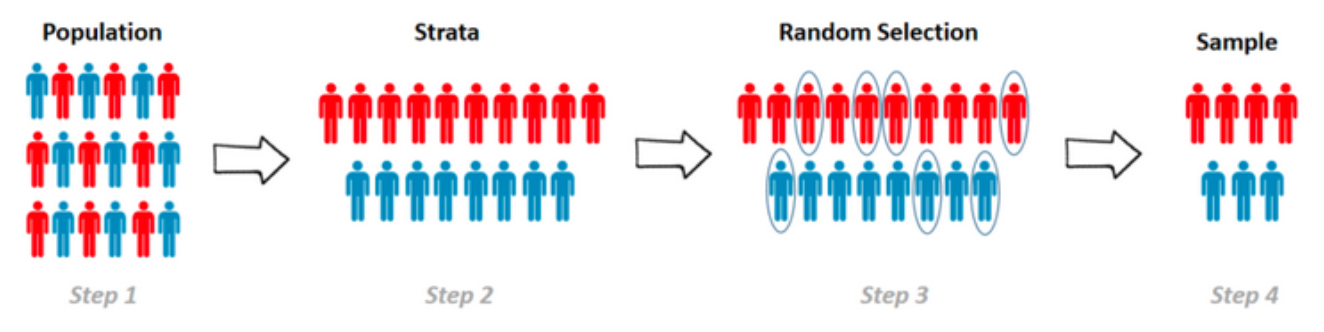 Population
Strata
Random Selection
Sample
Step 1
Step 2
Step 3
Step 4